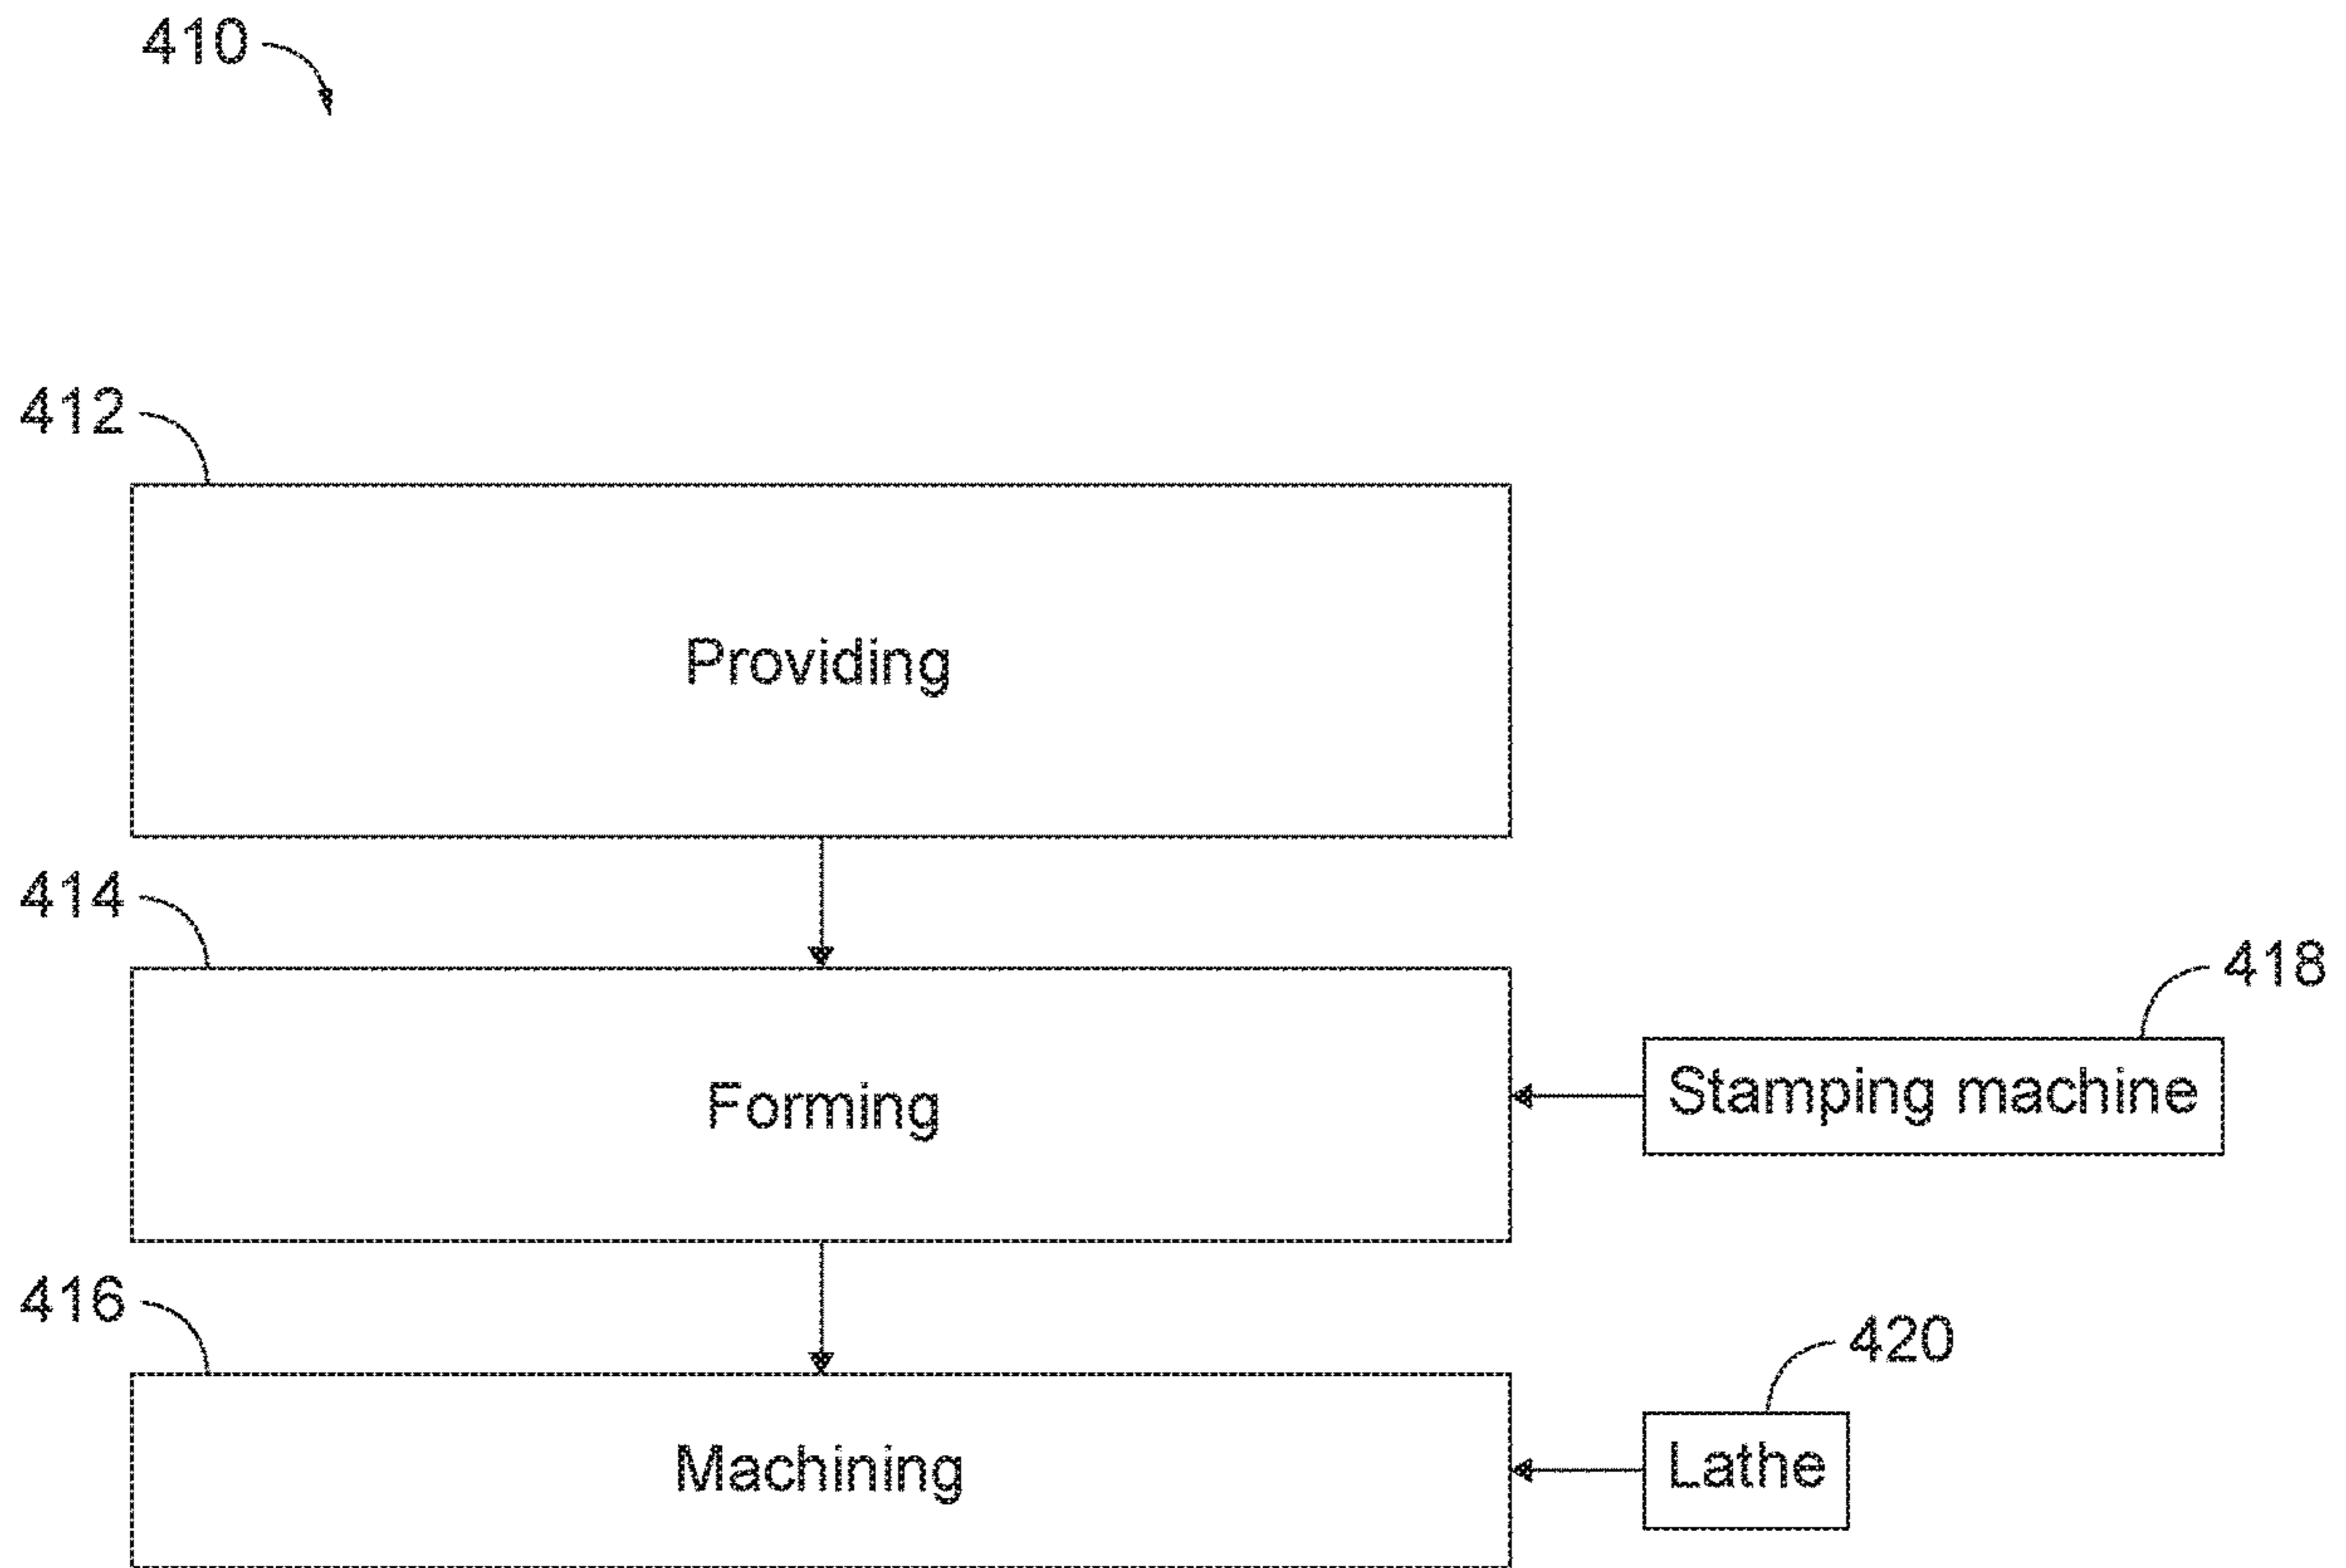 410
412
Providing
414
418
Forming
Stamping machine
416
420
Machining
Lathe